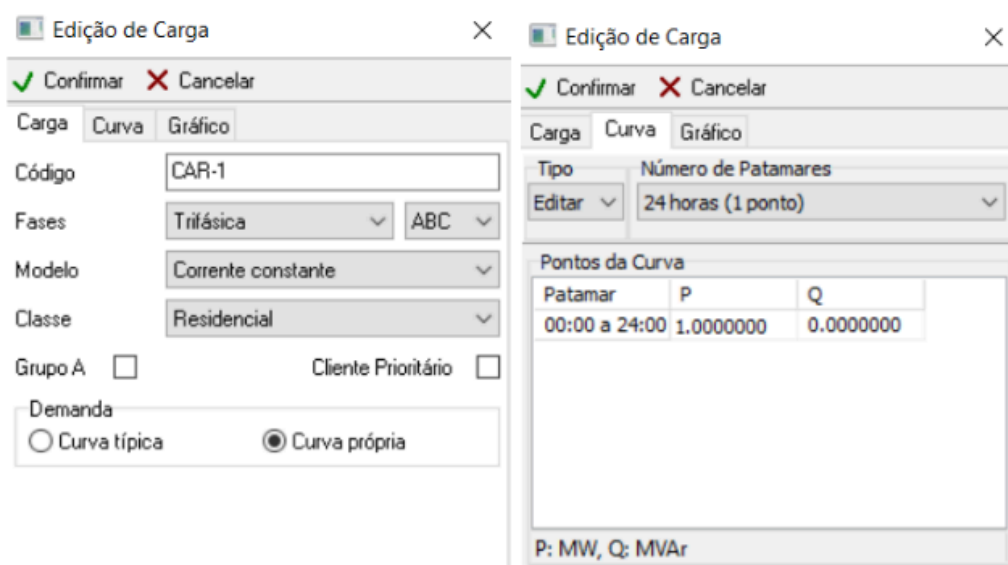 Edição de Carga
Confirmar Cancelar
Carga Curva Gráfico
Código CAR-1
Fases Trifásica ABC
Modelo Corrente constante
Classe Residencial
Grupo A Cliente Prioritário
Demanda
Curva típica Curva própria
Edição de Carga
Confirmar Cancelar
Carga Curva Gráfico
Tipo Número de Patamares
Editar 24 horas (1 ponto)
Pontos da Curva
Patamar P Q
00:00 a 24:00 1.0000000 0.0000000
P: MW, Q: MVAr